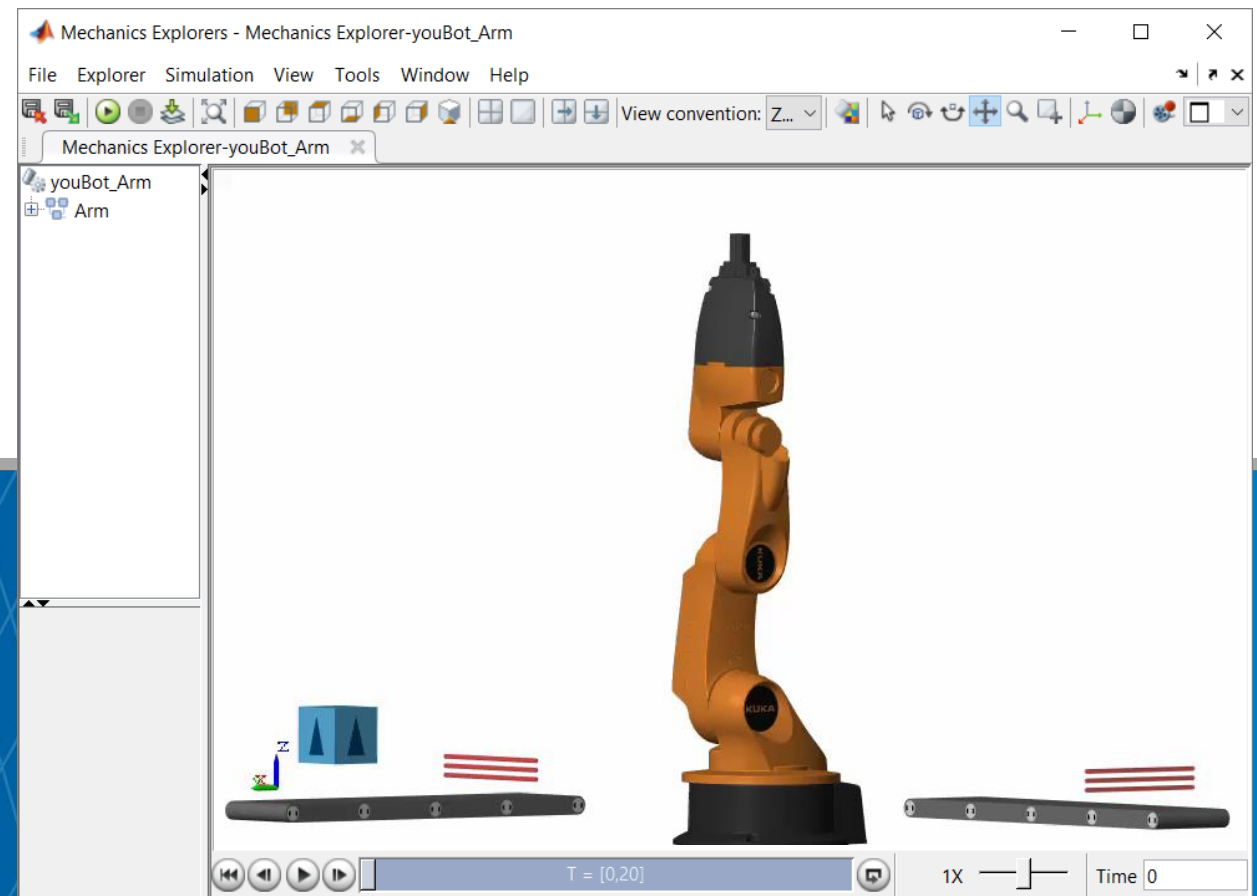 Mechanics Explorers - Mechanics Explorer-youBot_Arm
File Explorer Simulation View Tools Window Help
View convention: Z...
Mechanics Explorer-youBot_Arm
youBot_Arm
Arm
KUKA
KUKA
Z
X
T = [0,20]
1X
Time 0